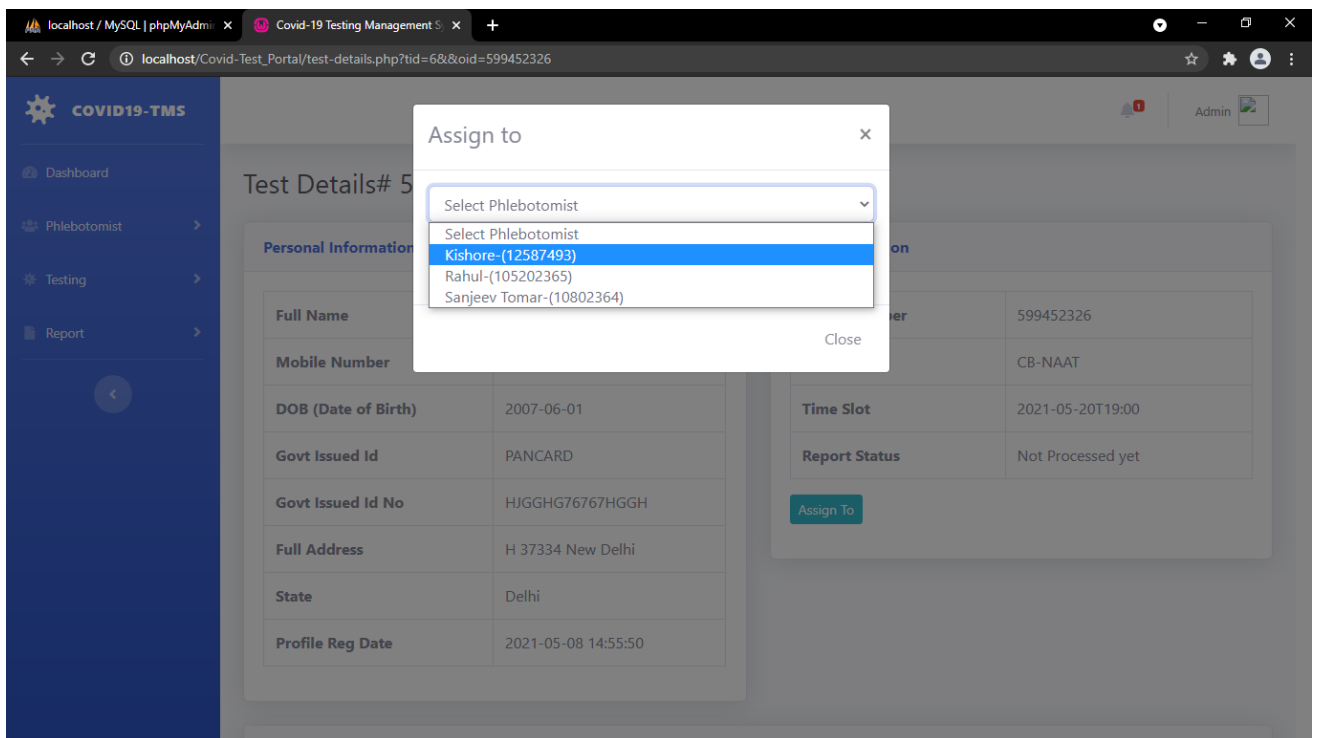 localhost / MySQL | phpMyAdmi
Covid-19 Testing Management S
localhost/Covid-Test_Portal/test-details.php?tid=6&&oid=599452326
COVID19-TMS
Dashboard
Phlebotomist
Testing
Report
1
Admin
Assign to
×
Select Phlebotomist
Select Phlebotomist
Kishore-(12587493)
Rahul-(105202365)
Sanjeev Tomar-(10802364)
Close
Test Details# 5
Personal Information
Full Name
Mobile Number
DOB (Date of Birth) 2007-06-01
Govt Issued Id PANCARD
Govt Issued Id No HJGGHG76767HGGH
Full Address H 37334 New Delhi
State Delhi
Profile Reg Date 2021-05-08 14:55:50
on
er 599452326
CB-NAAT
Time Slot 2021-05-20T19:00
Report Status Not Processed yet
Assign To